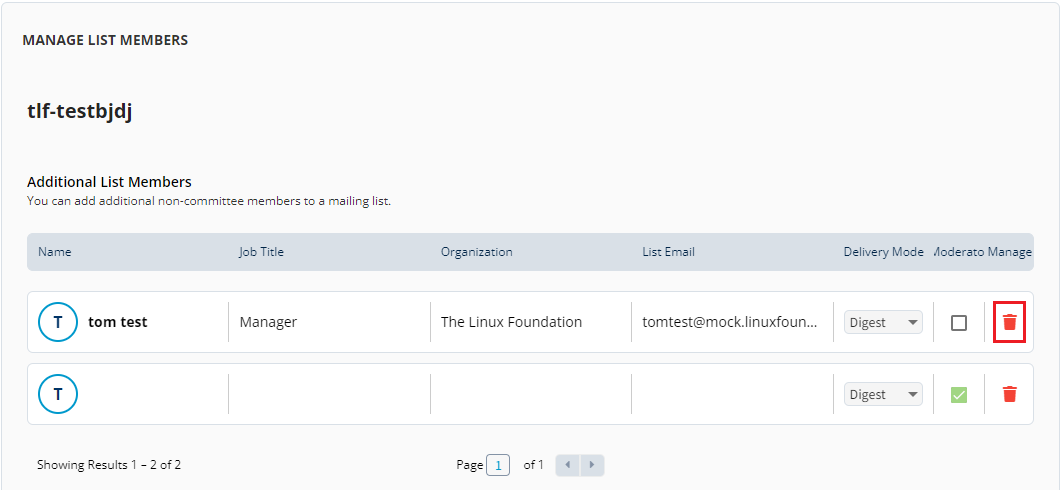 MANAGE LIST MEMBERS
tlf-testbjdj
Additional List Members
You can add additional non-committee members to a mailing list.
Name Job Title Organization List Email Delivery Mode Moderato Manage
T tom test Manager The Linux Foundation tomtest@mock.linuxfoun... Digest
T Digest
Showing Results 1 – 2 of 2 Page 1 of 1